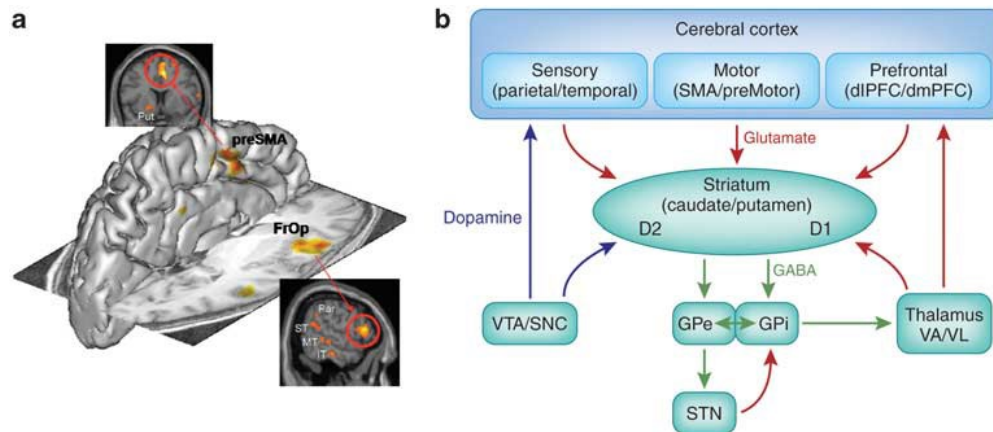 a
Put
preSMA
FrOp
Par
ST
MT
IT
b
Cerebral cortex
Sensory
(parietal/temporal)
Motor
(SMA/preMotor)
Prefrontal
(dlPFC/dmPFC)
Glutamate
Striatum
(caudate/putamen)
Dopamine
D2
D1
GABA
VTA/SNC
GPe
GPi
Thalamus
VA/VL
STN